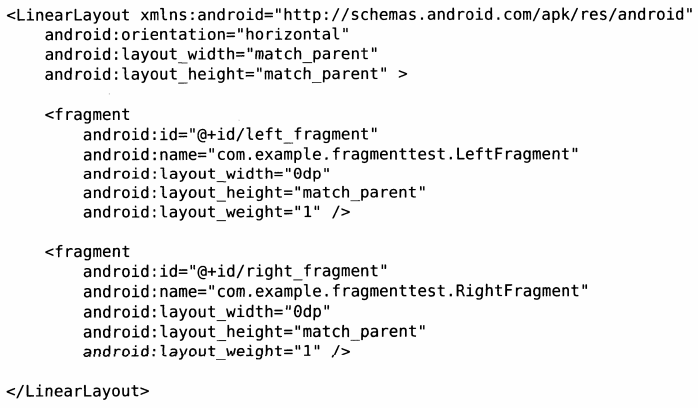 <LinearLayout xmlns:android="http://schemas.android.com/apk/res/android"
android:orientation="horizontal"
android:layout_width="match_parent"
android:layout_height="match_parent" >
<fragment
android:id="@+id/left_fragment"
android:name="com.example.fragmenttest.LeftFragment"
android:layout_width="0dp"
android:layout_height="match_parent"
android:layout_weight="1" />
<fragment
android:id="@+id/right_fragment"
android:name="com.example.fragmenttest.RightFragment"
android:layout_width="0dp"
android:layout_height="match_parent"
android:layout_weight="1" />
</LinearLayout>